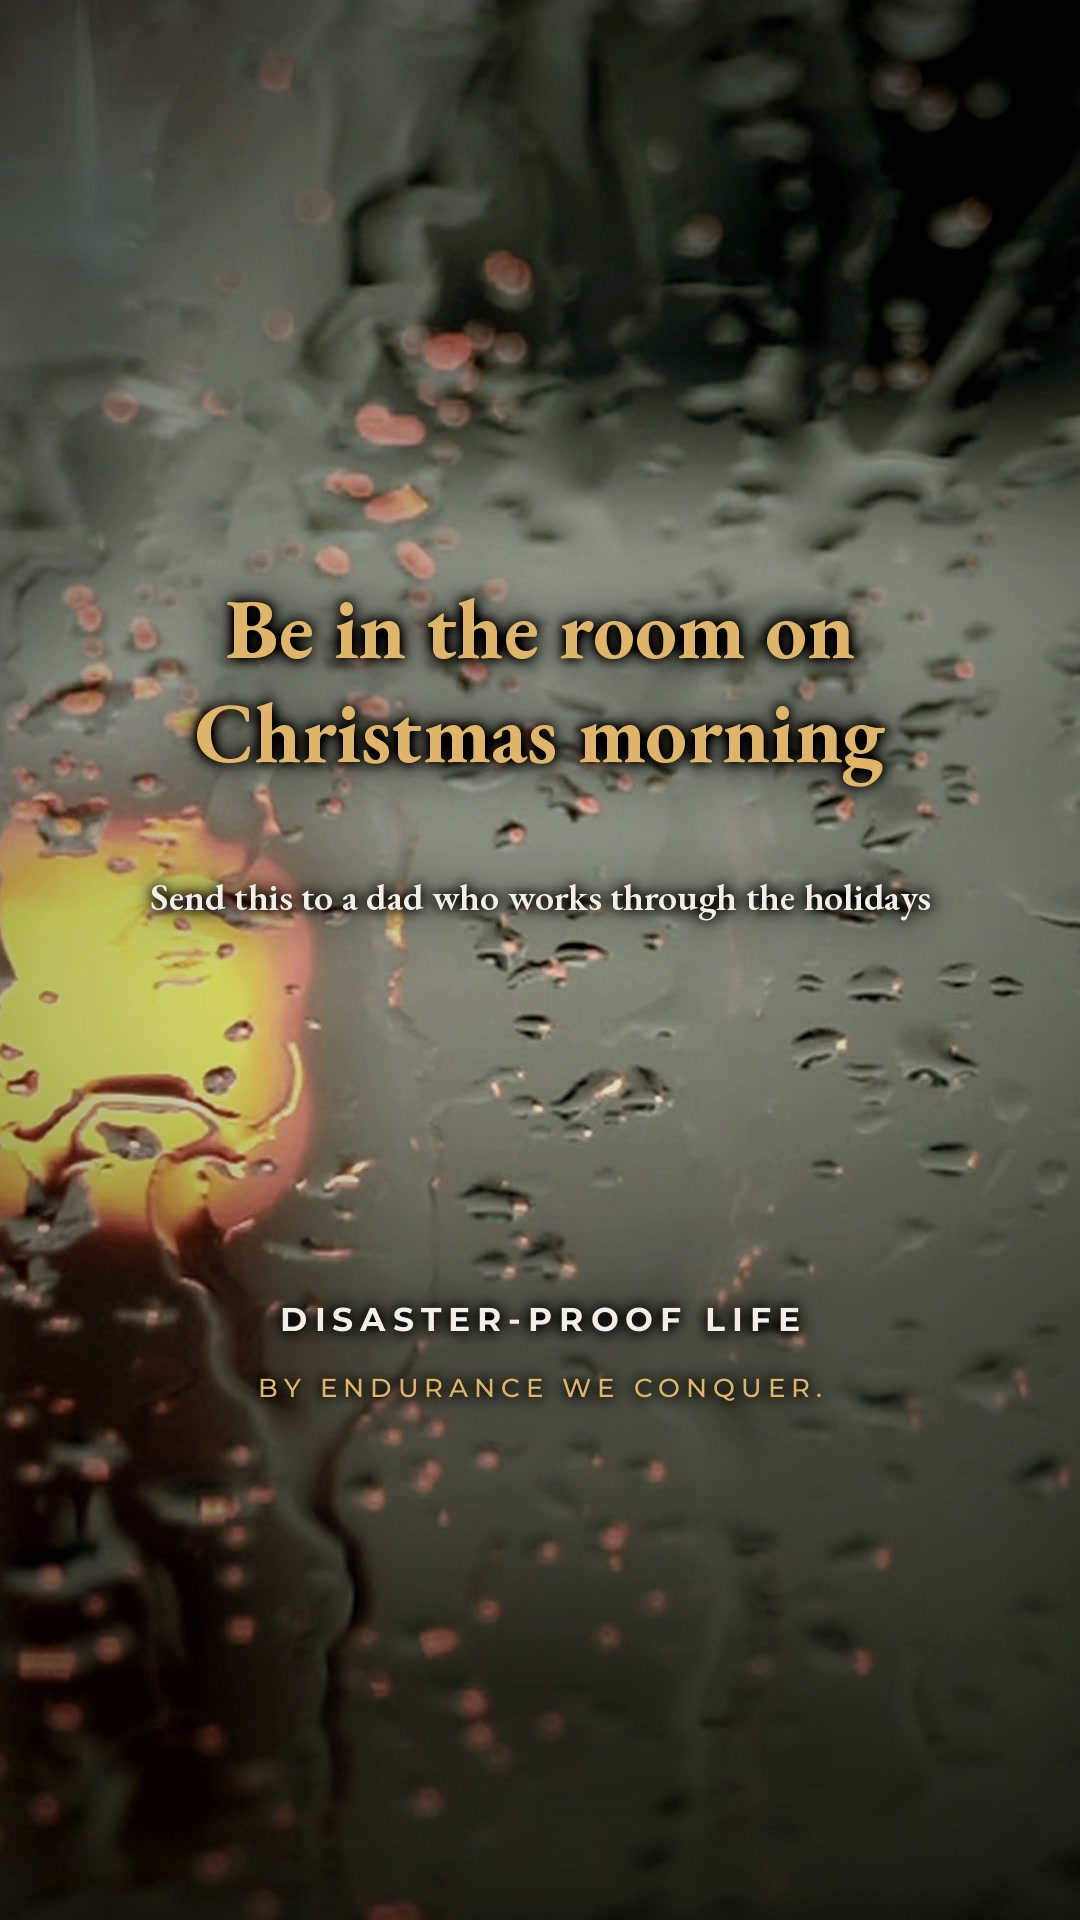 Be in the room on
Christmas morning
Send this to a dad who works through the holidays
DISASTER-PROOF LIFE
BY ENDURANCE WE CONQUER.